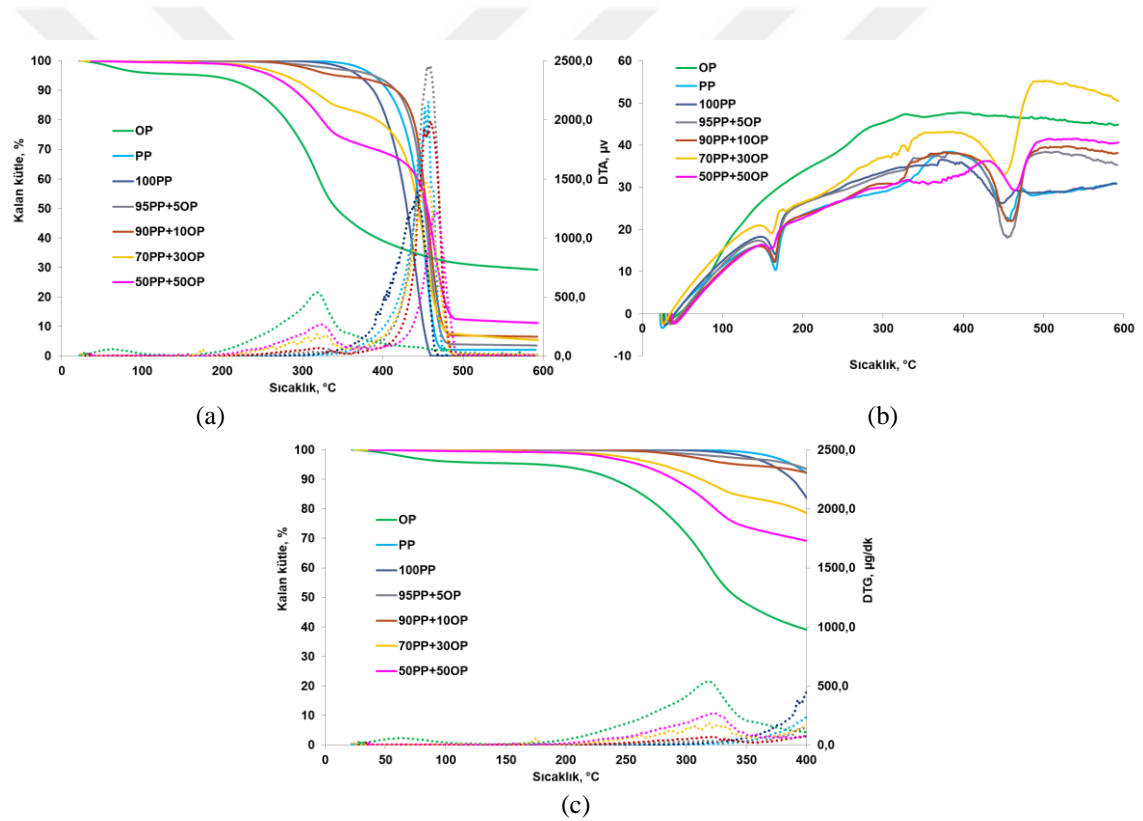 100
90
80
70
60
50
40
30
20
10
0
Kalan kütle, %
OP
PP
100PP
95PP+5OP
90PP+10OP
70PP+30OP
50PP+50OP
2500,0
2000,0
1500,0
1000,0
500,0
0,0
0 100 200 300 400 500 600
Sıcaklık, °C
(a)
60
50
40
30
20
10
0
-10
DTA, µv
OP
PP
100PP
95PP+5OP
90PP+10OP
70PP+30OP
50PP+50OP
0 100 200 300 400 500 600
Sıcaklık, °C
(b)
100
90
80
70
60
50
40
30
20
10
0
Kalan kütle, %
OP
PP
100PP
95PP+5OP
90PP+10OP
70PP+30OP
50PP+50OP
2500,0
2000,0
1500,0
1000,0
500,0
0,0
DTG, µg/dk
0 50 100 150 200 250 300 350 400
Sıcaklık, °C
(c)